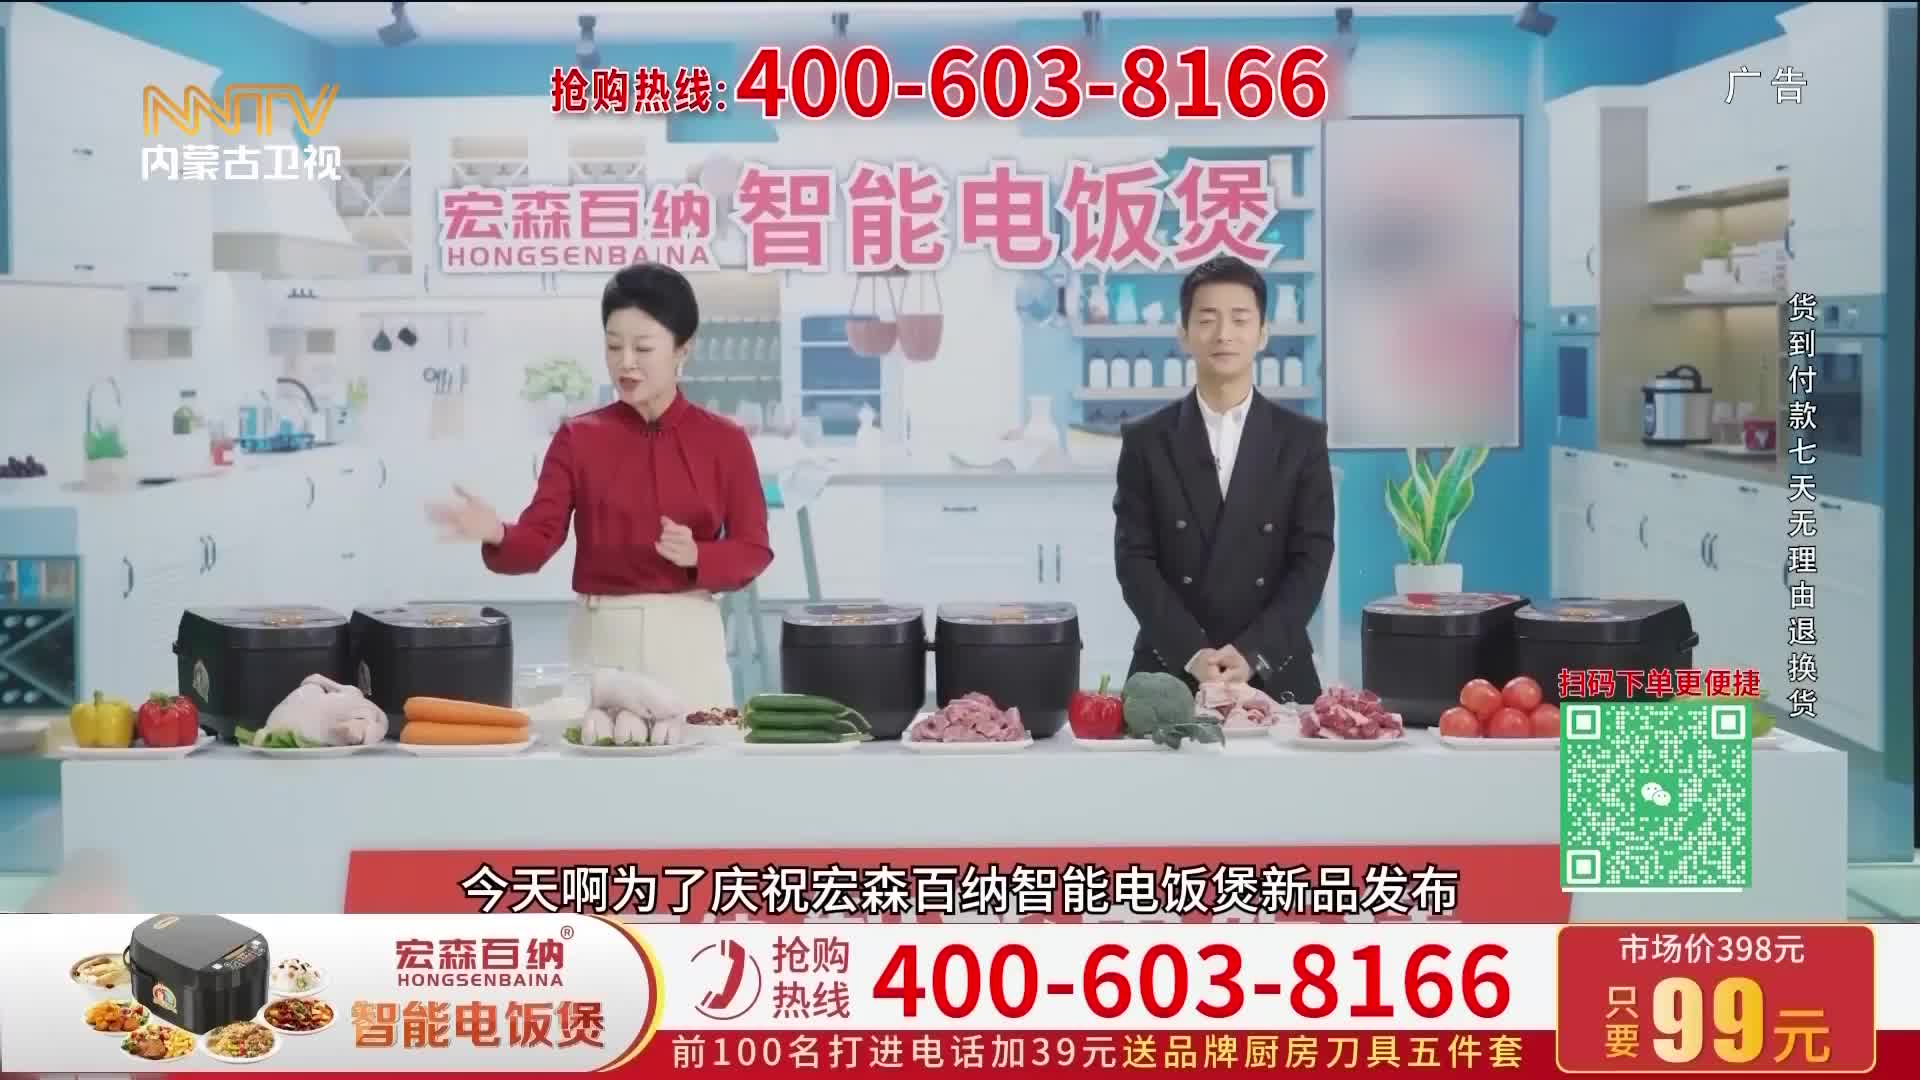 抢购热线:400-603-8166
广告
NNTV
内蒙古卫视
宏森百纳
HONGSENBAINA
智能电饭煲
货到付款七天无理由退换货
扫码下单更便捷
今天啊为了庆祝宏森百纳智能电饭煲新品发布
宏森百纳®
HONGSENBAINA
智能电饭煲
抢购热线
400-603-8166
前100名打进电话加39元送品牌厨房刀具五件套
市场价398元
只要99元